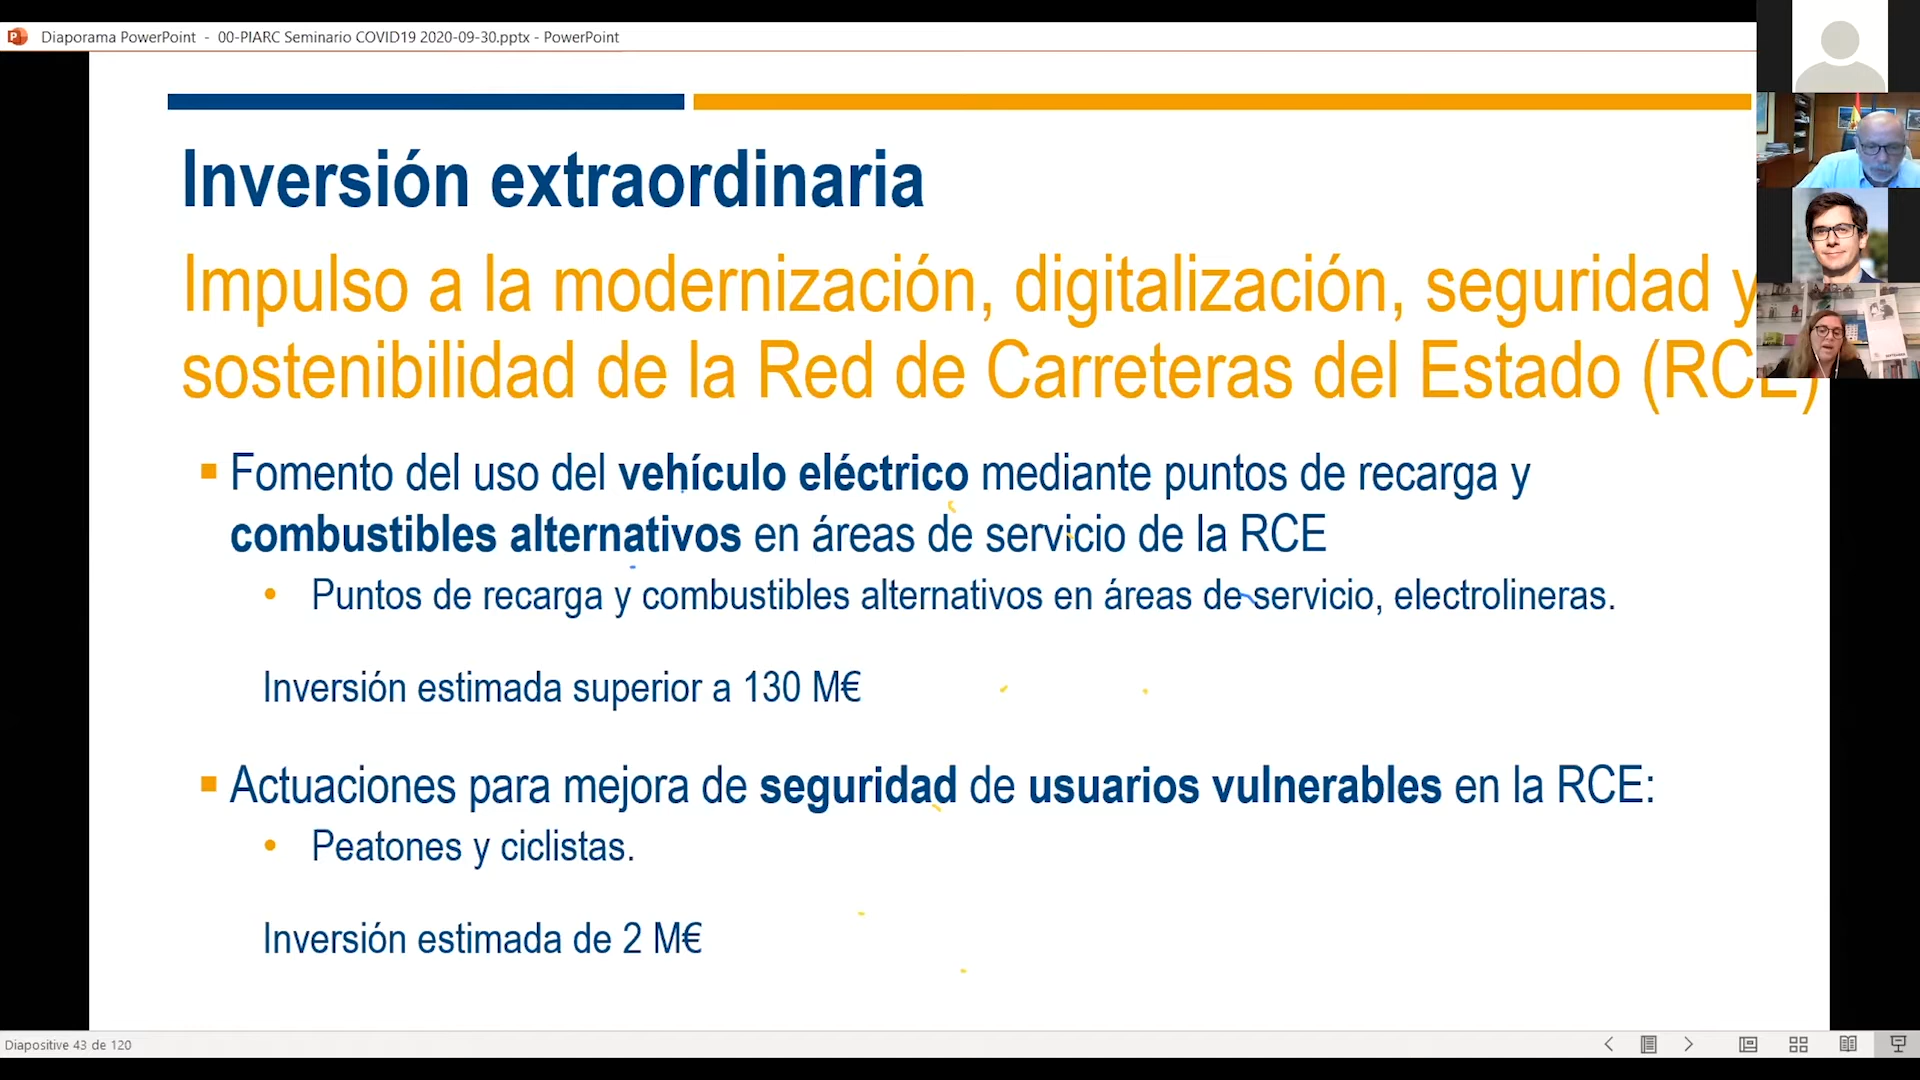 Diaporama PowerPoint - 00-PIARC Seminario COVID19 2020-09-30.pptx - PowerPoint
Inversión extraordinaria
Impulso a la modernización, digitalización, seguridad y
sostenibilidad de la Red de Carreteras del Estado (RCE)
Fomento del uso del vehículo eléctrico mediante puntos de recarga y
combustibles alternativos en áreas de servicio de la RCE
• Puntos de recarga y combustibles alternativos en áreas de servicio, electrolineras.
Inversión estimada superior a 130 M€
Actuaciones para mejora de seguridad de usuarios vulnerables en la RCE:
• Peatones y ciclistas.
Inversión estimada de 2 M€
Diapositive 43 de 120